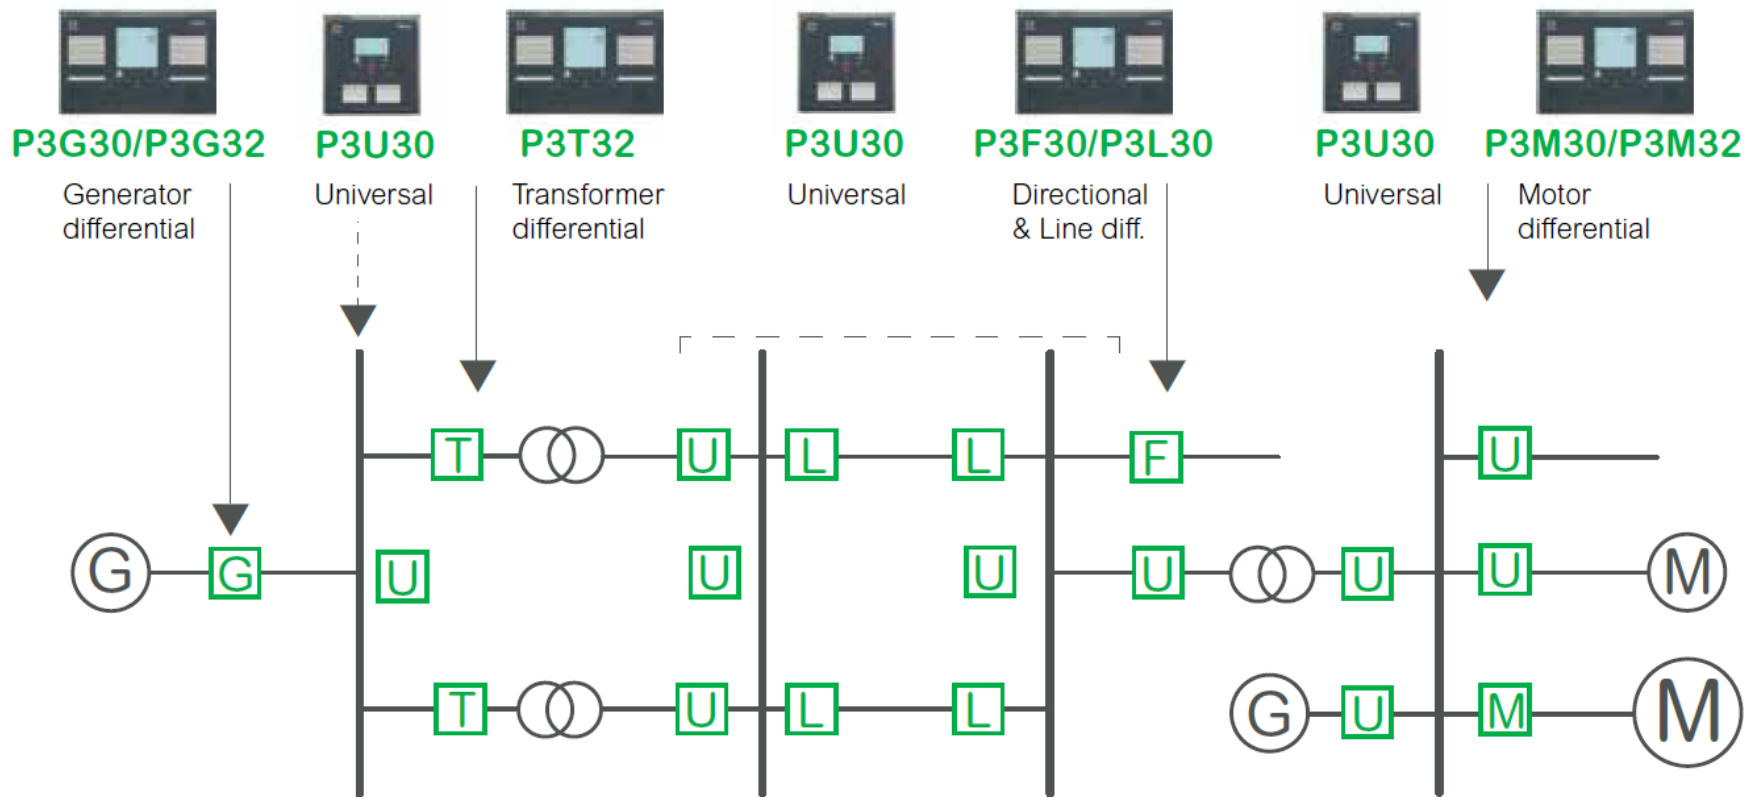 P3G30/P3G32 P3U30 P3T32 P3U30 P3F30/P3L30 P3U30 P3M30/P3M32
Generator Universal Transformer Universal Directional Universal Motor
differential differential & Line diff. differential
T U L L F U
G G U U U U U U M
T U L L G U M M